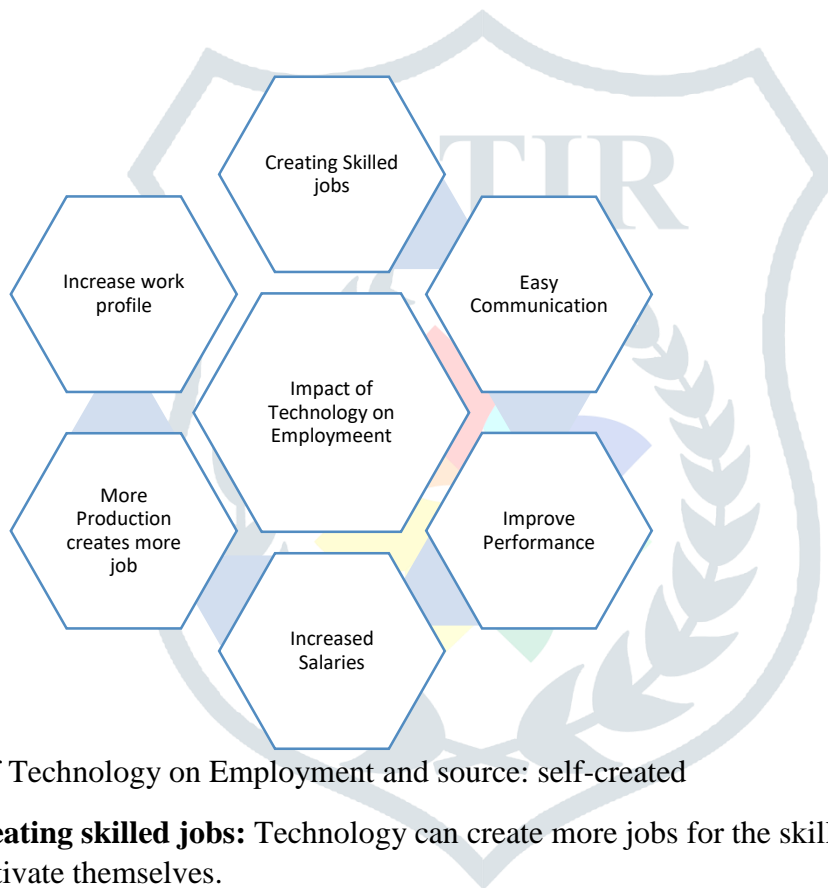 TIR
Creating Skilled
jobs
Increase work
profile
Easy
Communication
Impact of
Technology on
Employmeent
More
Production
creates more
job
Improve
Performance
Increased
Salaries
Technology on Employment and source: self-created
eating skilled jobs: Technology can create more jobs for the skill
tivate themselves.